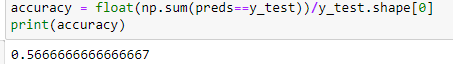 accuracy = float(np.sum(preds==y_test))/y_test.shape[0]
print(accuracy)
0.5666666666666667